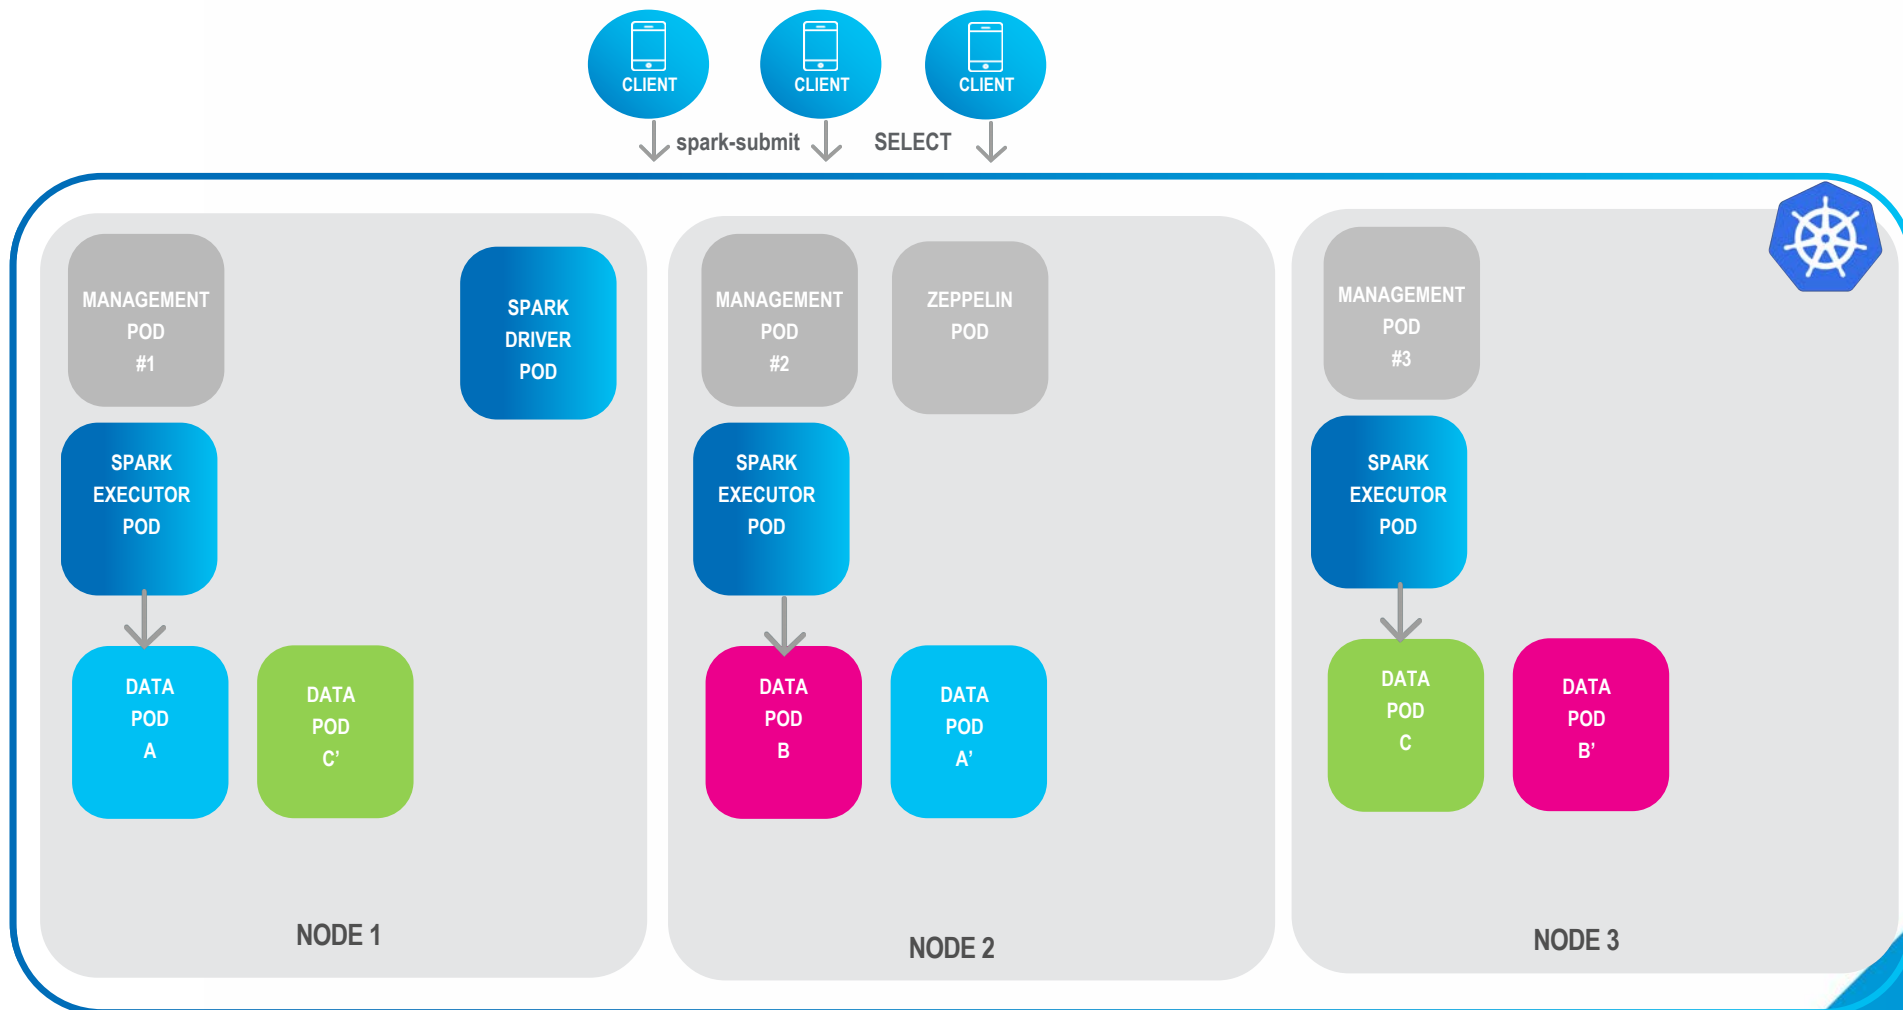 CLIENT
CLIENT
CLIENT
spark-submit
SELECT
MANAGEMENT
POD
#1
SPARK
DRIVER
POD
SPARK
EXECUTOR
POD
DATA
POD
A
DATA
POD
C’
NODE 1
MANAGEMENT
POD
#2
ZEPPELIN
POD
SPARK
EXECUTOR
POD
DATA
POD
B
DATA
POD
A’
NODE 2
MANAGEMENT
POD
#3
SPARK
EXECUTOR
POD
DATA
POD
C
DATA
POD
B’
NODE 3